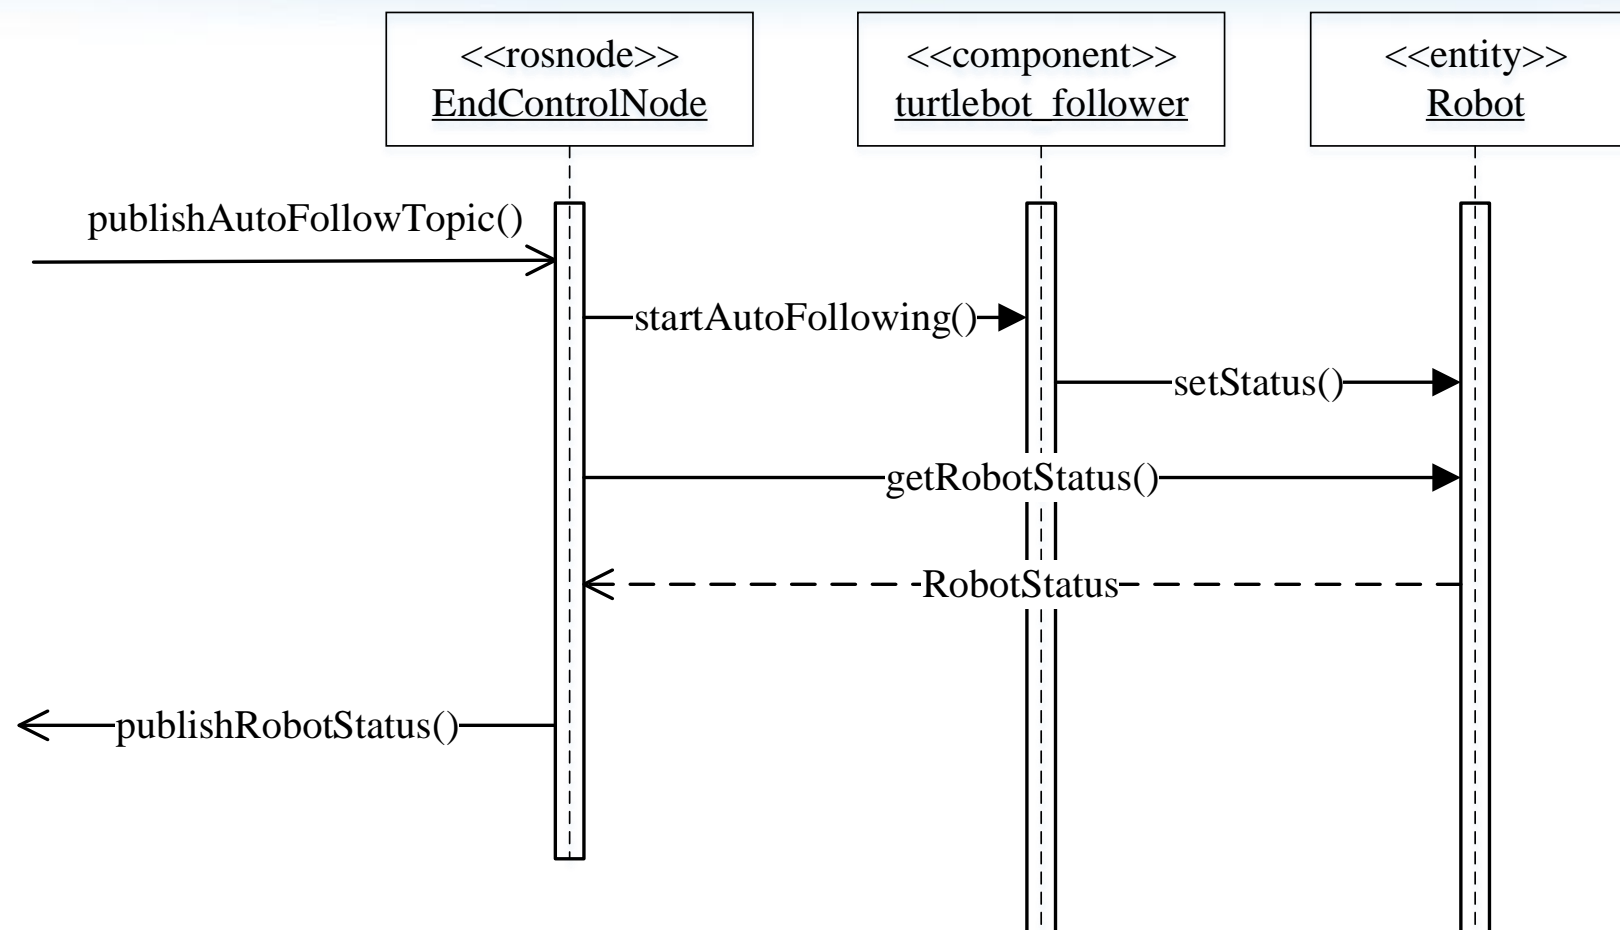 <<rosnode>>
EndControlNode
<<component>>
turtlebot_follower
<<entity>>
Robot
publishAutoFollowTopic()
startAutoFollowing()
setStatus()
getRobotStatus()
RobotStatus
publishRobotStatus()